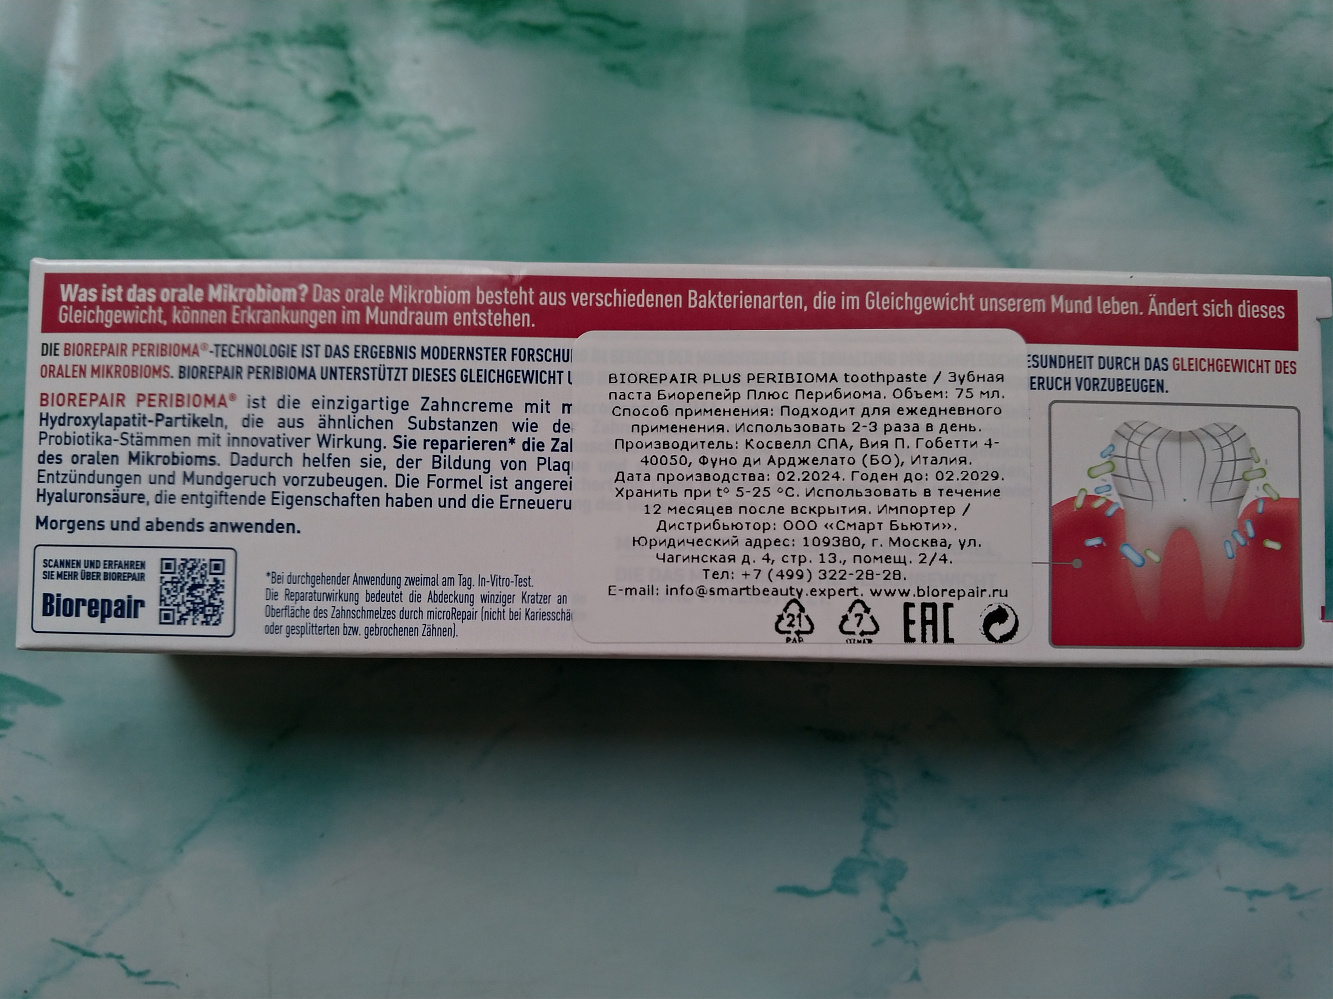 Was ist das orale Mikrobiom? Das orale Mikrobiom besteht aus verschiedenen Bakterienarten, die im Gleichgewicht unserem Mund leben. Ändert sich dieses
Gleichgewicht, können Erkrankungen im Mundraum entstehen.
DIE BIOREPAIR PERIBIOMA®-TECHNOLOGIE IST DAS ERGEBNIS MODERNSTER FORSCHU
ESUNDHEIT DURCH DAS GLEICHGEWICHT DES
ORALEN MIKROBIOMS. BIOREPAIR PERIBIOMA UNTERSTÜTZT DIESES GLEICHGEWICHT
ERUCH VORZUBEUGEN.
BIOREPAIR PERIBIOMA® ist die einzigartige Zahncreme mit m
Hydroxylapatit-Partikeln, die aus ähnlichen Substanzen wie de
Probiotika-Stämmen mit innovativer Wirkung. Sie reparieren* die Za
des oralen Mikrobioms. Dadurch helfen sie, der Bildung von Plaq
Entzündungen und Mundgeruch vorzubeugen. Die Formel ist angerei
Hyaluronsäure, die entgiftende Eigenschaften haben und die Erneueru
Morgens und abends anwenden.
SCANNEN UND ERFAHREN
SIE MEHR ÜBER BIOREPAIR
Biorepair
*Bei durchgehender Anwendung zweimal am Tag. In-Vitro-Test.
Die Reparaturwirkung bedeutet die Abdeckung winziger Kratzer an
Oberfläche des Zahnschmelzes durch microRepair (nicht bei Kariesschä
oder gesplitterten bzw. gebrochenen Zähnen).
BIOREPAIR PLUS PERIBIOMA toothpaste / Зубная
паста Биорепейр Плюс Перибиома. Объем: 75 мл.
Способ применения: Подходит для ежедневного
применения. Использовать 2-3 раза в день.
Производитель: Косвелл СПА, Вия П. Гобетти 4-
40050, Фуно ди Арджелато (БО), Италия.
Дата производства: 02.2024. Годен до: 02.2029.
Хранить при t° 5-25 °C. Использовать в течение
12 месяцев после вскрытия. Импортер /
Дистрибьютор: ООО «Смарт Бьюти».
Юридический адрес: 109380, г. Москва, ул.
Чагинская д. 4, стр. 13., помещ. 2/4.
Тел: +7 (499) 322-28-28.
E-mail: info@smartbeauty.expert. www.biorepair.ru
21 7 EAC
PAP